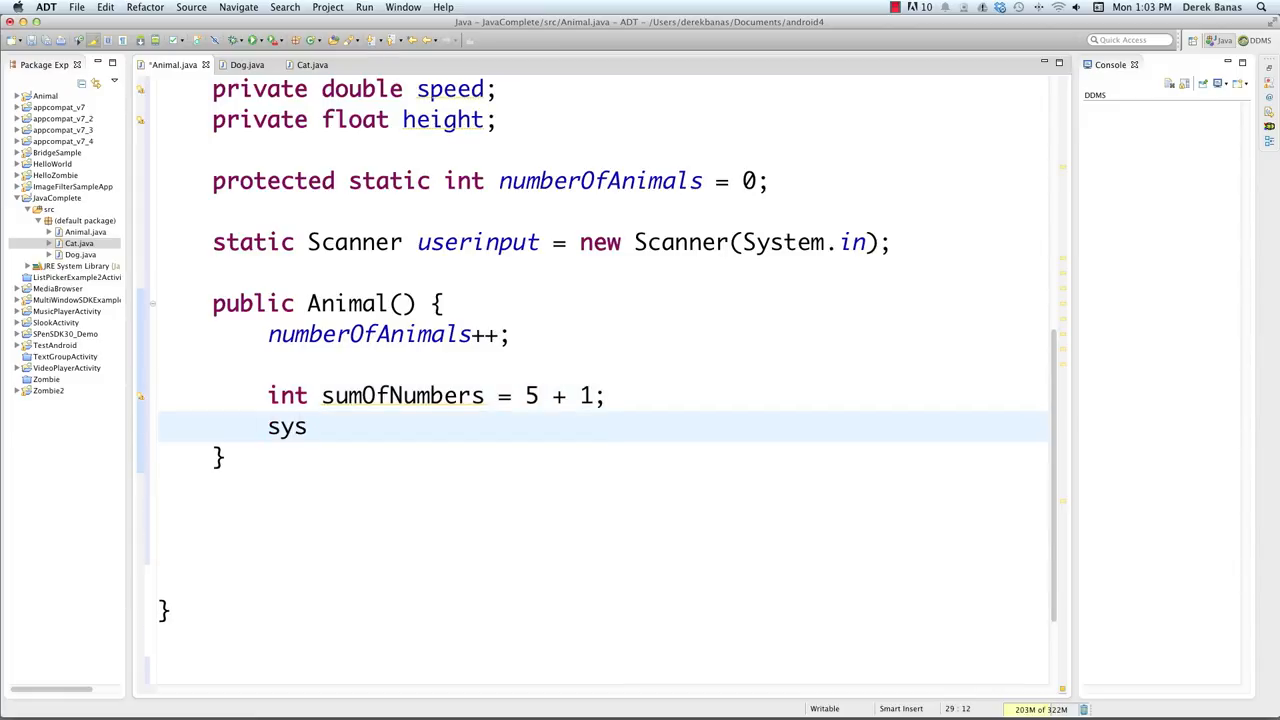 ADT File Edit Refactor Source Navigate Search Project Run Window Help 10 Mon 1:03 PM Derek Banas
Java – JavaComplete/src/Animal.java – ADT – /Users/derekbanas/Documents/android4
Quick Access Java DDMS
Package Exp
*Animal.java Dog.java Cat.java
Console
DDMS
Animal
appcompat_v7
appcompat_v7_2
appcompat_v7_3
appcompat_v7_4
BridgeSample
HelloWorld
HelloZombie
ImageFilterSampleApp
JavaComplete
src
(default package)
Animal.java
Cat.java
Dog.java
JRE System Library
ListPickerExample2Activi
MediaBrowser
MultiWindowSDKExample
MusicPlayerActivity
SlookActivity
SPenSDK30_Demo
TestAndroid
TextGroupActivity
VideoPlayerActivity
Zombie
Zombie2
private double speed;
private float height;
protected static int numberOfAnimals = 0;
static Scanner userinput = new Scanner(System.in);
public Animal() {
numberOfAnimals++;
int sumOfNumbers = 5 + 1;
sys
}
}
Writable Smart Insert 29 : 12 203M of 322M